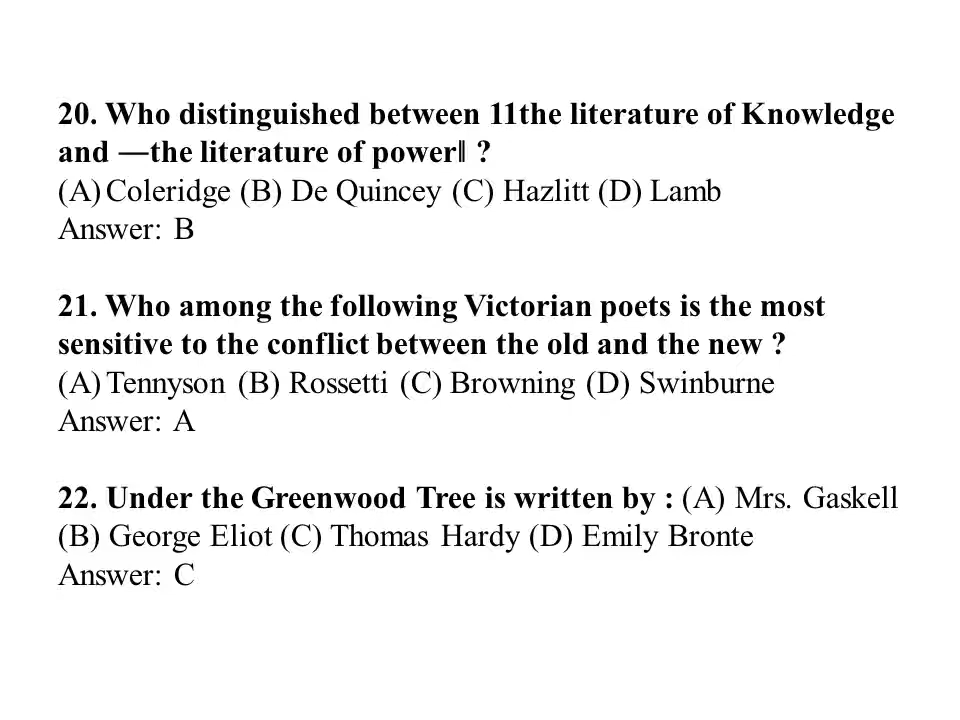 20. Who distinguished between 11the literature of Knowledge
and ―the literature of power‖ ?
(A) Coleridge (B) De Quincey (C) Hazlitt (D) Lamb
Answer: B
21. Who among the following Victorian poets is the most
sensitive to the conflict between the old and the new ?
(A) Tennyson (B) Rossetti (C) Browning (D) Swinburne
Answer: A
22. Under the Greenwood Tree is written by : (A) Mrs. Gaskell
(B) George Eliot (C) Thomas Hardy (D) Emily Bronte
Answer: C